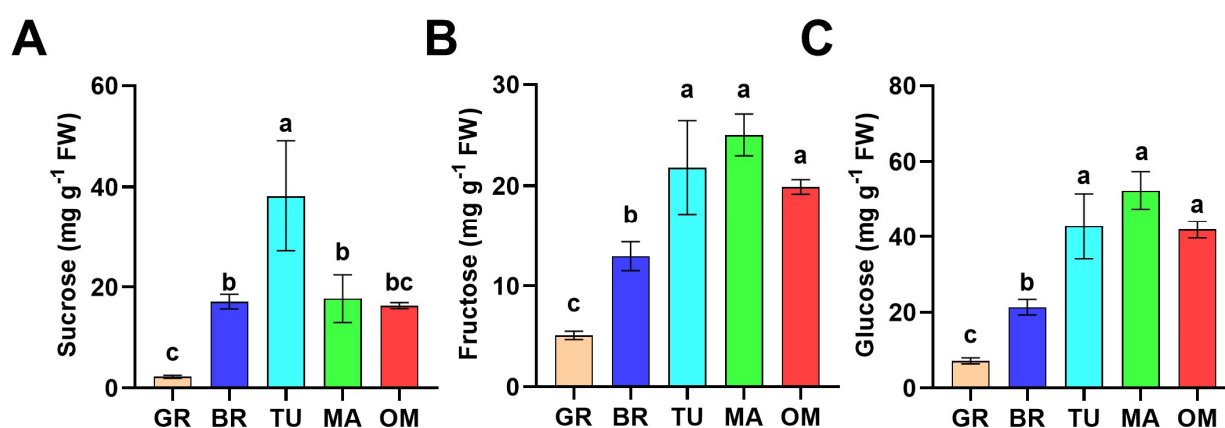 A
Sucrose (mg g⁻¹ FW)
60
40
20
0
c
b
a
b
bc
GR BR TU MA OM
B
Fructose (mg g⁻¹ FW)
30
20
10
0
c
b
a
a
a
GR BR TU MA OM
C
Glucose (mg g⁻¹ FW)
80
60
40
20
0
c
b
a
a
a
GR BR TU MA OM